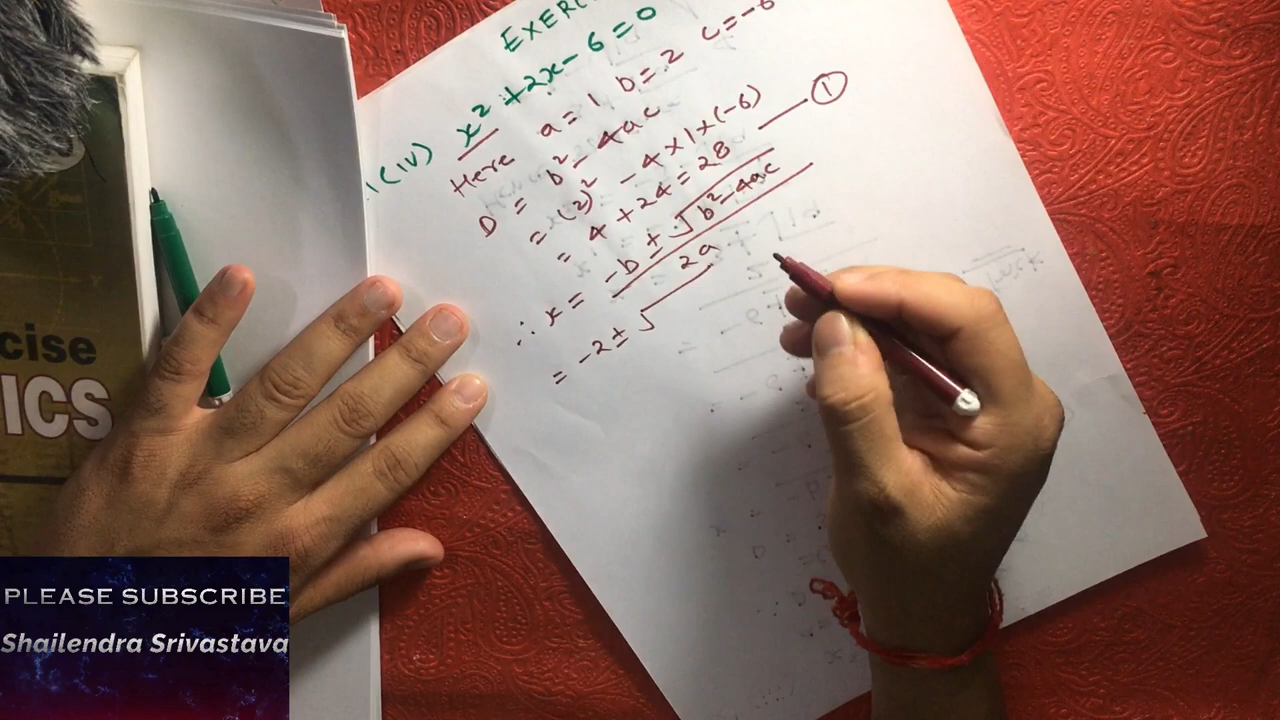 EXERC
1(iv) x² + 2x - 6 = 0
Here a = 1 b = 2 c = -6
D = b² - 4ac
= (2)² - 4 x 1 x (-6)
= 4 + 24 = 28 — ①
∴ x = -b ± √b² - 4ac
2a
= -2 ± √
cise
ICS
PLEASE SUBSCRIBE
Shailendra Srivastava